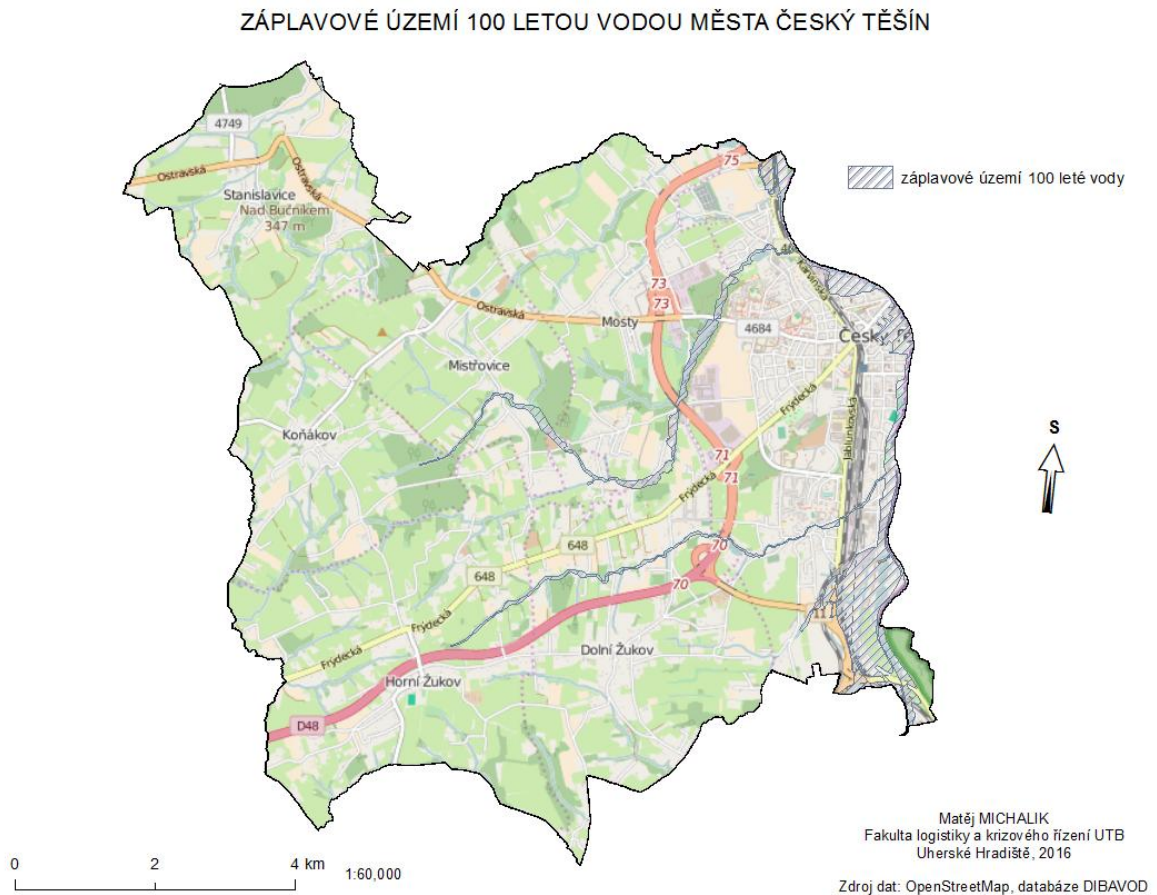 ZÁPLAVOVÉ ÚZEMÍ 100 LETOU VODOU MĚSTA ČESKÝ TĚŠÍN
4749
Ostravská
Ostravská
Stanislavice
Nad Bučníkem
347 m
75
záplavové území 100 leté vody
73
73
Karvinská
Ostravská
Mosty
4684
Český
Mistřovice
Frýdecká
Jablunkovská
Koňákov
S
71
71
Frýdecká
648
70
648
70
Frýdecká
Frýdecká
Dolní Žukov
Horní Žukov
D48
Matěj MICHALIK
Fakulta logistiky a krizového řízení UTB
Uherské Hradiště, 2016
0 2 4 km
1:60,000
Zdroj dat: OpenStreetMap, databáze DIBAVOD